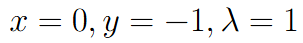 x = 0, y = −1, λ = 1